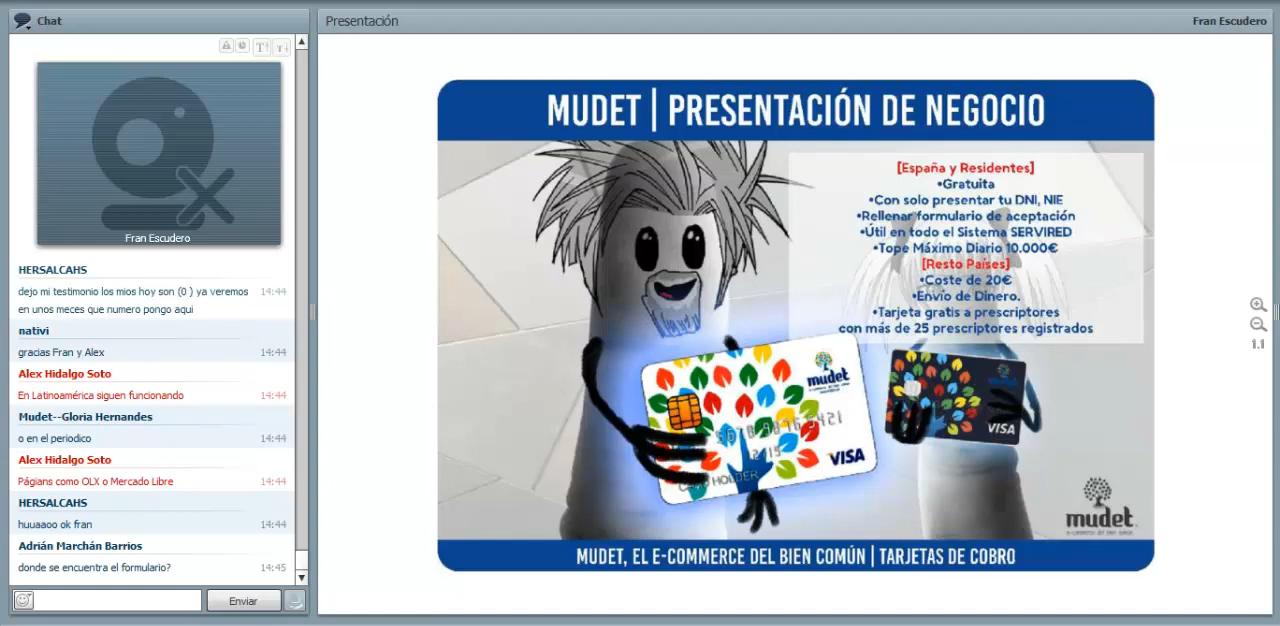 Chat
Fran Escudero
HERSALCAHS
dejo mi testimonio los mios hoy son (0 ) ya veremos 14:44
en unos meces que numero pongo aqui
nativi
gracias Fran y Alex 14:44
Alex Hidalgo Soto
En Latinoamérica siguen funcionando 14:44
Mudet--Gloria Hernandes
o en el periodico 14:44
Alex Hidalgo Soto
Págians como OLX o Mercado Libre 14:44
HERSALCAHS
huuaaoo ok fran 14:44
Adrián Marchán Barrios
donde se encuentra el formulario? 14:45
Enviar
Presentación
Fran Escudero
MUDET | PRESENTACIÓN DE NEGOCIO
[España y Residentes]
•Gratuita
•Con solo presentar tu DNI, NIE
•Rellenar formulario de aceptación
•Útil en todo el Sistema SERVIRED
•Tope Máximo Diario 10.000€
[Resto Países]
•Coste de 20€
•Envío de Dinero.
•Tarjeta gratis a prescriptores
con más de 25 prescriptores registrados
mudet
5678 9876 5421
HOLDER
VISA
VISA
mudet
MUDET, EL E-COMMERCE DEL BIEN COMÚN | TARJETAS DE COBRO
1:1